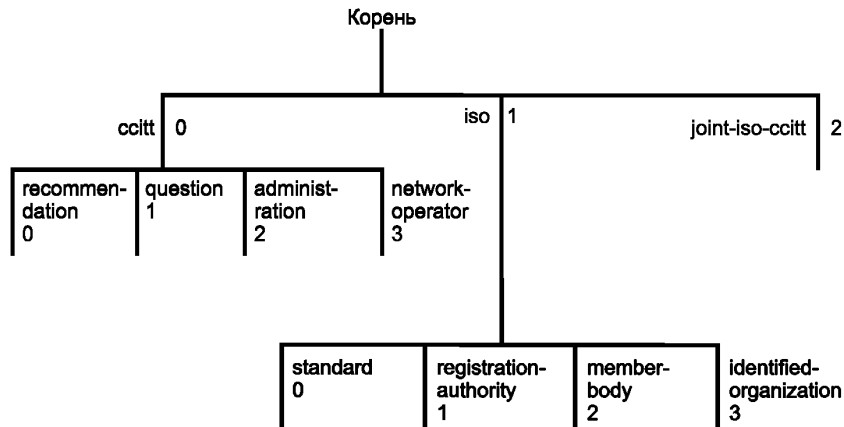 Корень
ccitt 0
iso 1
joint-iso-ccitt 2
recommen-
dation
0
question
1
administ-
ration
2
network-
operator
3
standard
0
registration-
authority
1
member-
body
2
identified-
organization
3